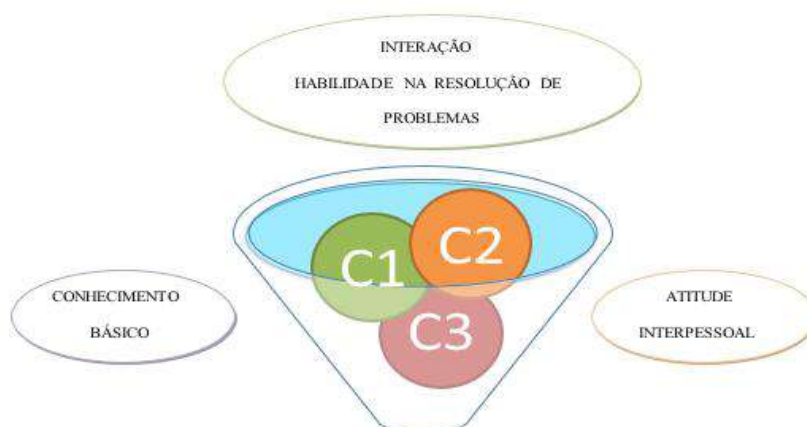 INTERAÇÃO
HABILIDADE NA RESOLUÇÃO DE
PROBLEMAS
C1
C2
C3
CONHECIMENTO
BÁSICO
ATITUDE
INTERPESSOAL